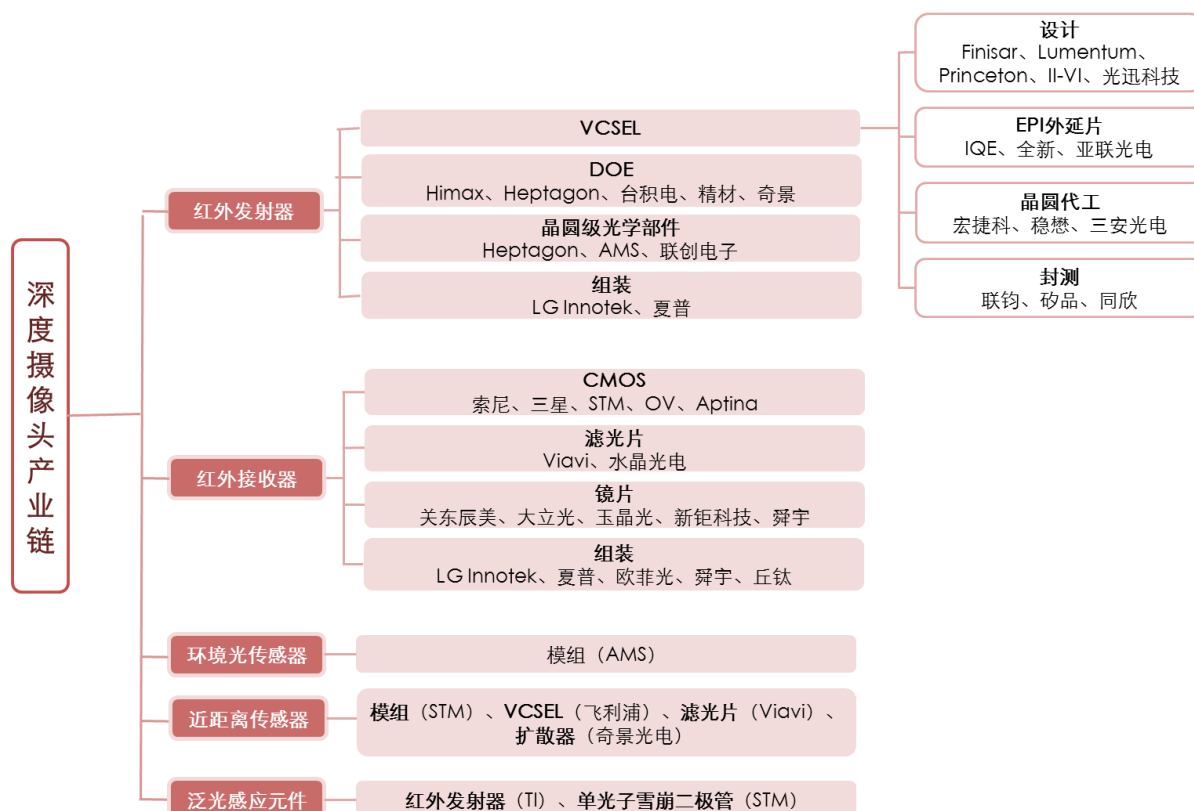 深度摄像头产业链
红外发射器
VCSEL
设计
Finisar、Lumentum、
Princeton、II-VI、光迅科技
EPI外延片
IQE、全新、亚联光电
晶圆代工
宏捷科、稳懋、三安光电
封测
联钧、矽品、同欣
DOE
Himax、Heptagon、台积电、精材、奇景
晶圆级光学部件
Heptagon、AMS、联创电子
组装
LG Innotek、夏普
红外接收器
CMOS
索尼、三星、STM、OV、Aptina
滤光片
Viavi、水晶光电
镜片
关东辰美、大立光、玉晶光、新钜科技、舜宇
组装
LG Innotek、夏普、欧菲光、舜宇、丘钛
环境光传感器
模组（AMS）
近距离传感器
模组（STM）、VCSEL（飞利浦）、滤光片（Viavi）、
扩散器（奇景光电）
泛光感应元件
红外发射器（TI）、单光子雪崩二极管（STM）